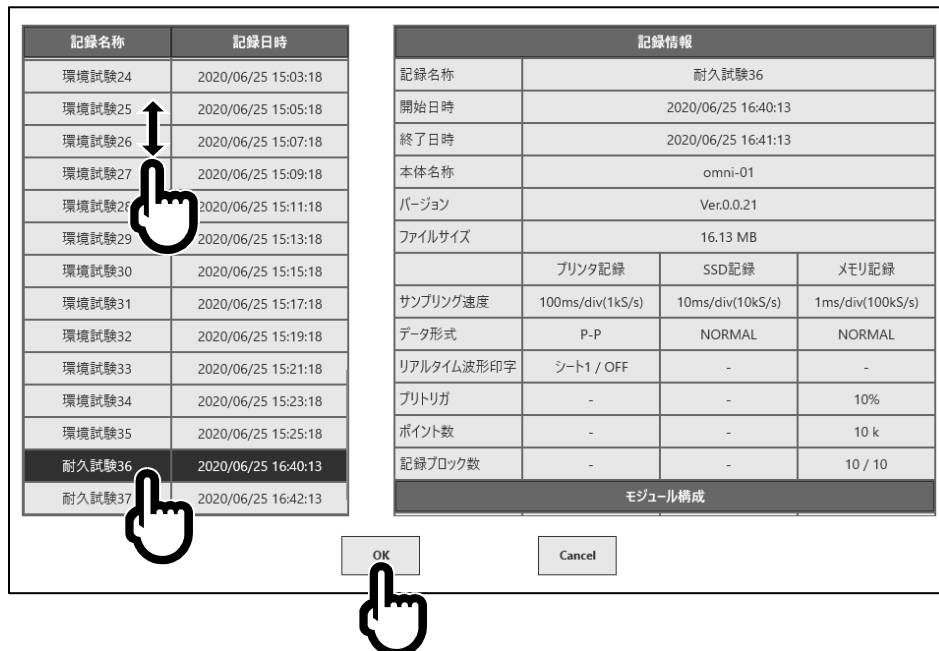 記録名称 記録日時
環境試験24 2020/06/25 15:03:18
環境試験25 2020/06/25 15:05:18
環境試験26 2020/06/25 15:07:18
環境試験27 2020/06/25 15:09:18
環境試験28 2020/06/25 15:11:18
環境試験29 2020/06/25 15:13:18
環境試験30 2020/06/25 15:15:18
環境試験31 2020/06/25 15:17:18
環境試験32 2020/06/25 15:19:18
環境試験33 2020/06/25 15:21:18
環境試験34 2020/06/25 15:23:18
環境試験35 2020/06/25 15:25:18
耐久試験36 2020/06/25 16:40:13
耐久試験37 2020/06/25 16:42:13
記録情報
記録名称 耐久試験36
開始日時 2020/06/25 16:40:13
終了日時 2020/06/25 16:41:13
本体名称 omni-01
バージョン Ver.0.0.21
ファイルサイズ 16.13 MB
プリンタ記録 SSD記録 メモリ記録
サンプリング速度 100ms/div(1kS/s) 10ms/div(10kS/s) 1ms/div(100kS/s)
データ形式 P-P NORMAL NORMAL
リアルタイム波形印字 シート1 / OFF - -
プリトリガ - - 10%
ポイント数 - - 10 k
記録ブロック数 - - 10 / 10
モジュール構成
OK Cancel